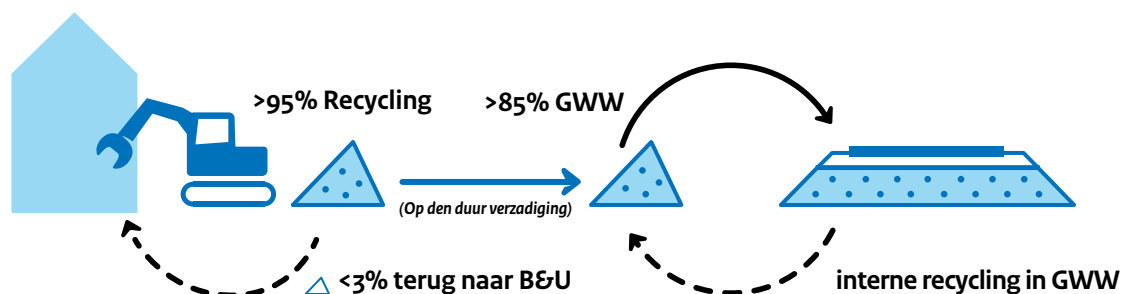 >95% Recycling
>85% GWW
(Op den duur verzadiging)
<3% terug naar B&U
interne recycling in GWW